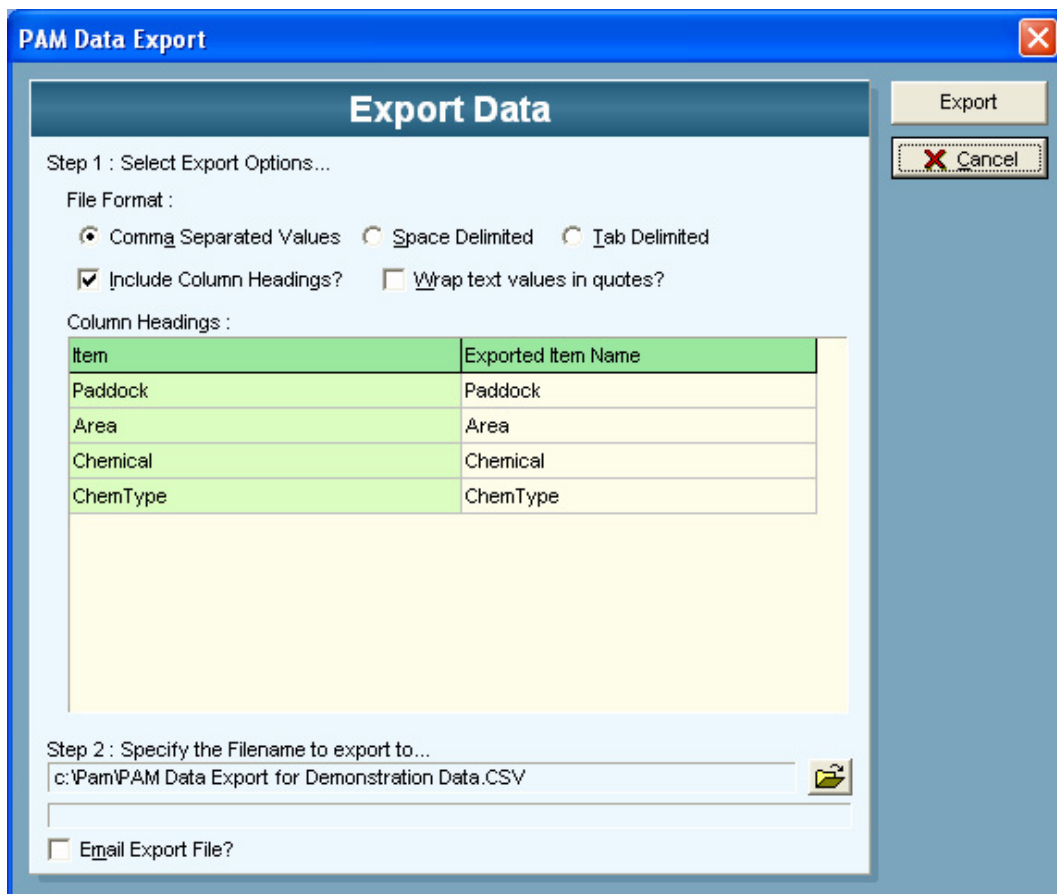 PAM Data Export
Export Data
Export
Cancel
Step 1 : Select Export Options...
File Format :
Comma Separated Values Space Delimited Tab Delimited
Include Column Headings? Wrap text values in quotes?
Column Headings :
Item Exported Item Name
Paddock Paddock
Area Area
Chemical Chemical
ChemType ChemType
Step 2 : Specify the Filename to export to...
c:\Pam\PAM Data Export for Demonstration Data.CSV
Email Export File?